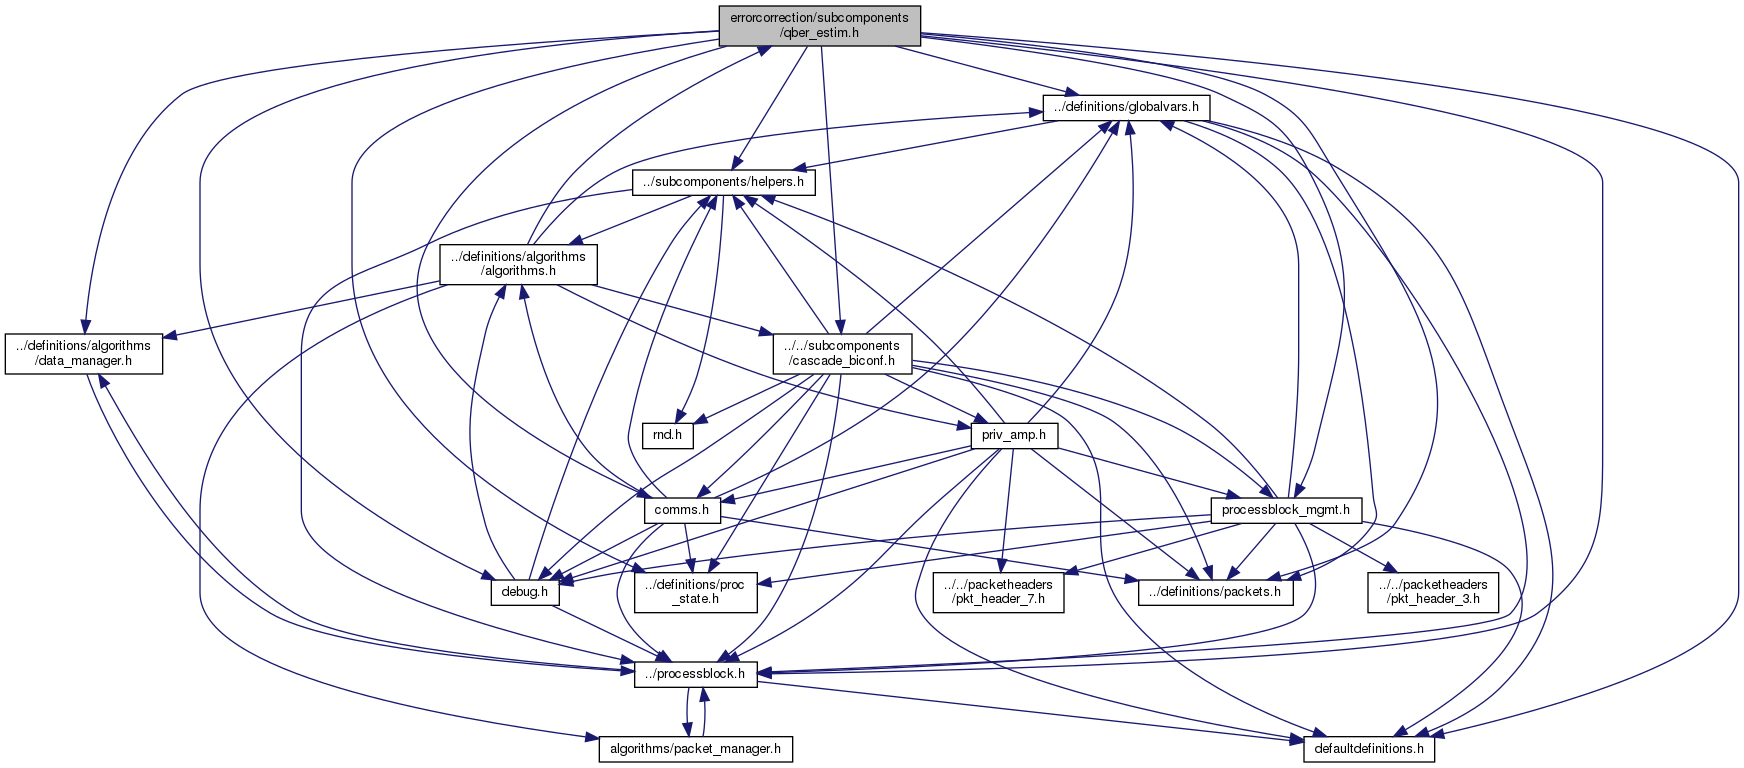 errorcorrection/subcomponents
/qber_estim.h
../definitions/globalvars.h
../subcomponents/helpers.h
../definitions/algorithms
/algorithms.h
../definitions/algorithms
/data_manager.h
../../subcomponents
/cascade_biconf.h
rnd.h
priv_amp.h
comms.h
processblock_mgmt.h
debug.h
../definitions/proc
_state.h
../../packetheaders
/pkt_header_7.h
../definitions/packets.h
../../packetheaders
/pkt_header_3.h
../processblock.h
algorithms/packet_manager.h
defaultdefinitions.h